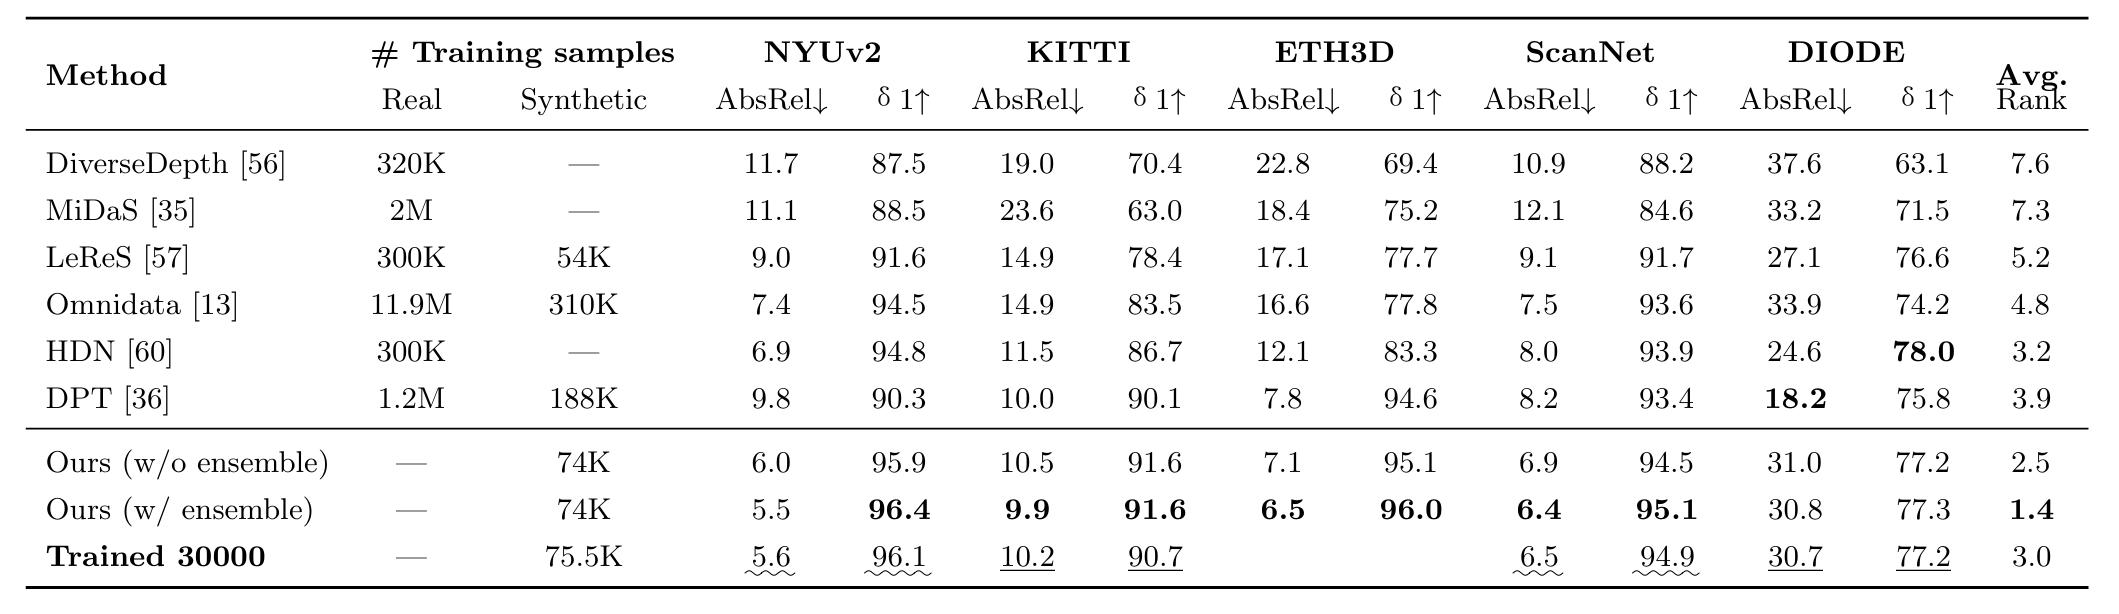 Method # Training samples NYUv2 KITTI ETH3D ScanNet DIODE Avg.
Real Synthetic AbsRel↓ δ1↑ AbsRel↓ δ1↑ AbsRel↓ δ1↑ AbsRel↓ δ1↑ AbsRel↓ δ1↑ Rank
DiverseDepth [56] 320K — 11.7 87.5 19.0 70.4 22.8 69.4 10.9 88.2 37.6 63.1 7.6
MiDaS [35] 2M — 11.1 88.5 23.6 63.0 18.4 75.2 12.1 84.6 33.2 71.5 7.3
LeReS [57] 300K 54K 9.0 91.6 14.9 78.4 17.1 77.7 9.1 91.7 27.1 76.6 5.2
Omnidata [13] 11.9M 310K 7.4 94.5 14.9 83.5 16.6 77.8 7.5 93.6 33.9 74.2 4.8
HDN [60] 300K — 6.9 94.8 11.5 86.7 12.1 83.3 8.0 93.9 24.6 78.0 3.2
DPT [36] 1.2M 188K 9.8 90.3 10.0 90.1 7.8 94.6 8.2 93.4 18.2 75.8 3.9
Ours (w/o ensemble) — 74K 6.0 95.9 10.5 91.6 7.1 95.1 6.9 94.5 31.0 77.2 2.5
Ours (w/ ensemble) — 74K 5.5 96.4 9.9 91.6 6.5 96.0 6.4 95.1 30.8 77.3 1.4
Trained 30000 — 75.5K 5.6 96.1 10.2 90.7 6.5 94.9 30.7 77.2 3.0